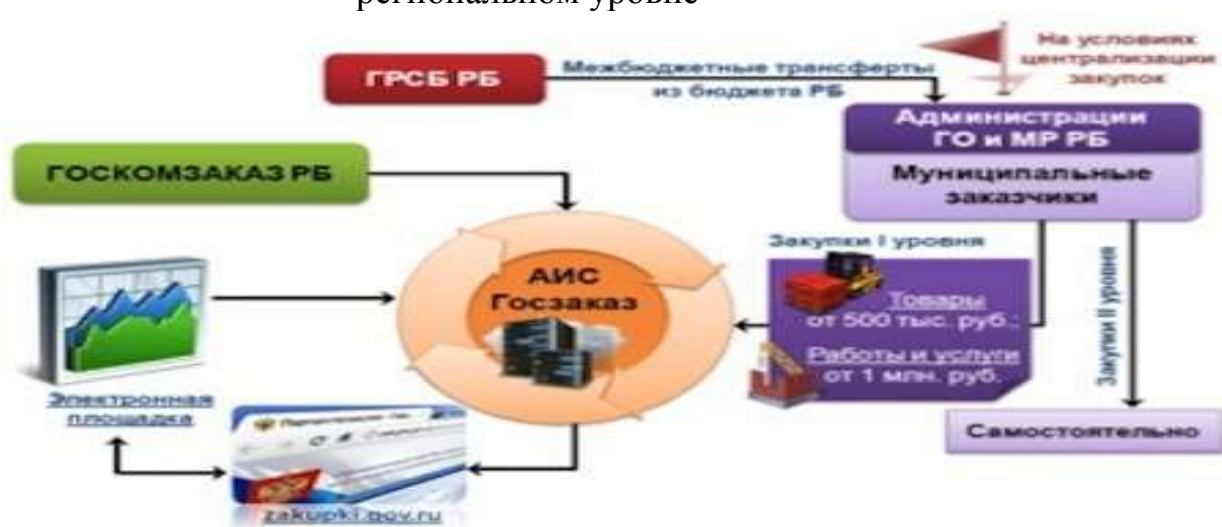 региональном уровне
ГРСБ РБ
Межбюджетные трансферты
из бюджета РБ
На условиях
централизации
закупок
Администрации
ГО и МР РБ
Муниципальные
заказчики
ГОСКОМЗАКАЗ РБ
АИС
Госзаказ
Закупки I уровня
Товары
от 500 тыс. руб.;
Работы и услуги
от 1 млн. руб.
Закупки II уровня
Самостоятельно
Электронная
площадка
zakupki.gov.ru